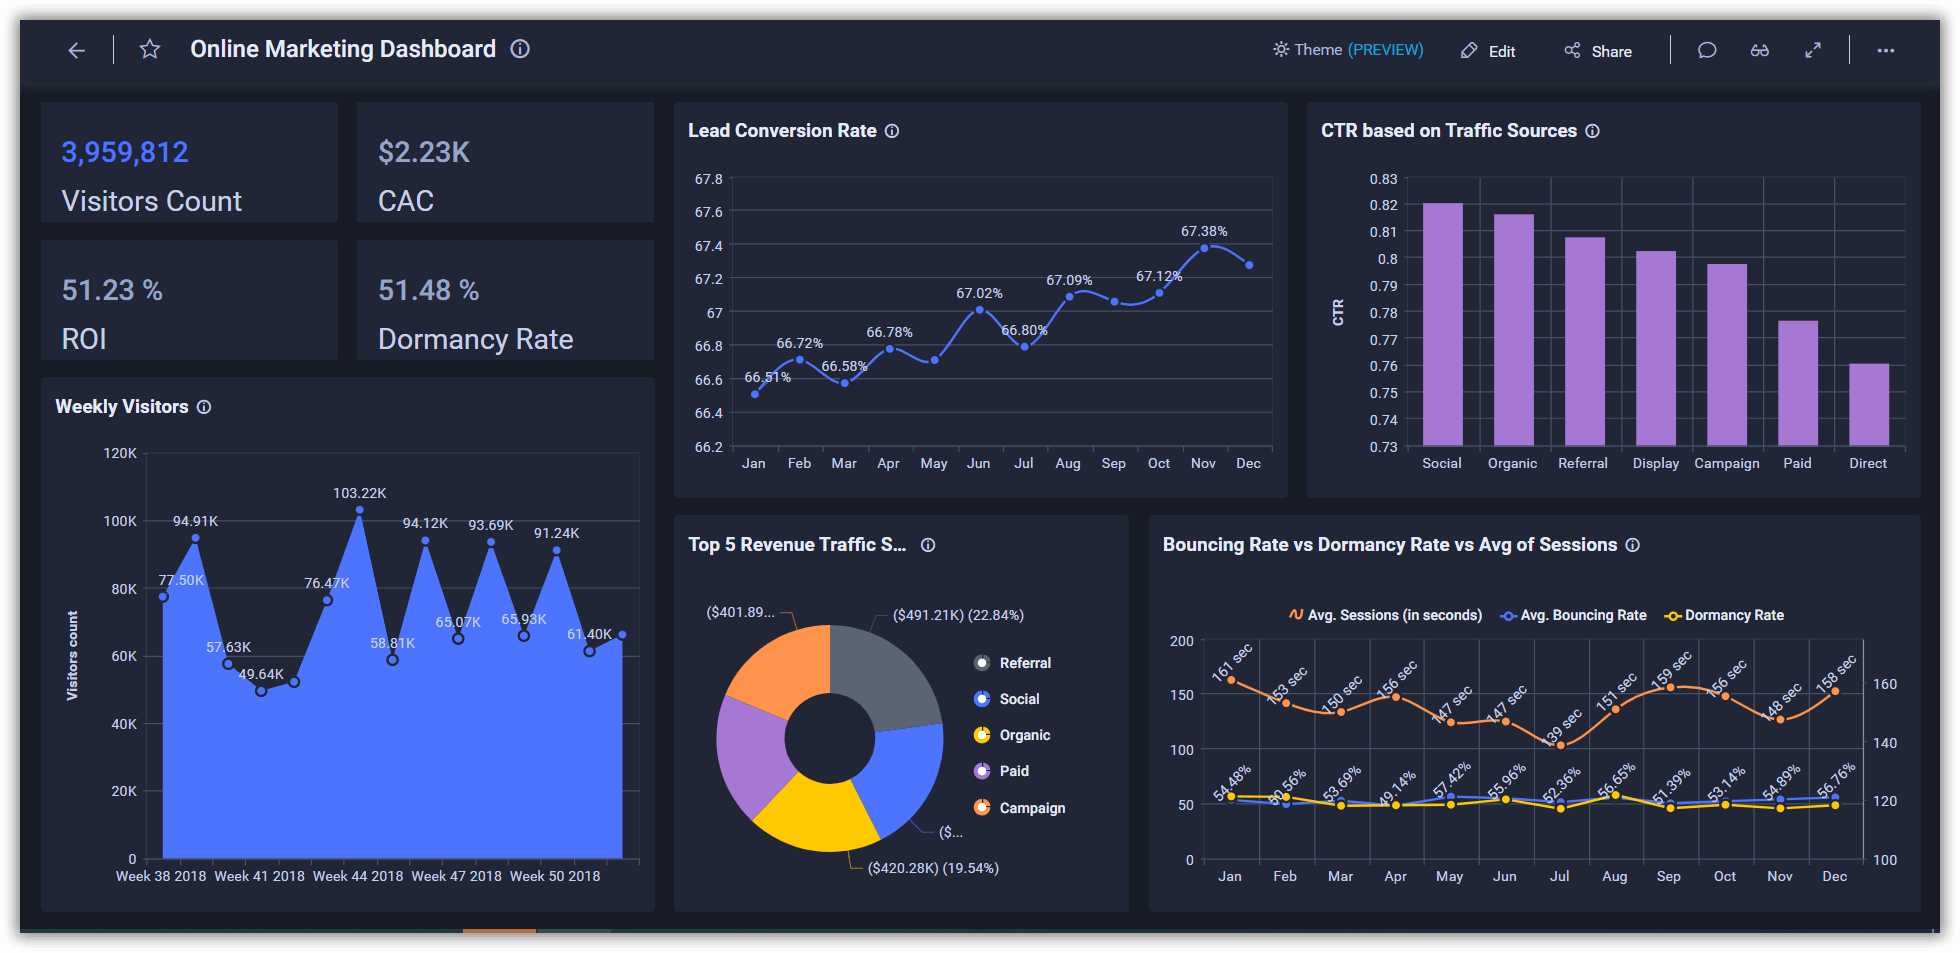 Online Marketing Dashboard
Theme (PREVIEW)
Edit
Share
3,959,812
Visitors Count
$2.23K
CAC
51.23 %
ROI
51.48 %
Dormancy Rate
Weekly Visitors
Visitors count
120K
100K
80K
60K
40K
20K
0
77.50K
94.91K
57.63K
49.64K
76.47K
103.22K
58.81K
94.12K
65.07K
93.69K
65.93K
91.24K
61.40K
Week 38 2018
Week 41 2018
Week 44 2018
Week 47 2018
Week 50 2018
Lead Conversion Rate
67.8
67.6
67.4
67.2
67
66.8
66.6
66.4
66.2
66.51%
66.72%
66.58%
66.78%
67.02%
66.80%
67.09%
67.12%
67.38%
Jan
Feb
Mar
Apr
May
Jun
Jul
Aug
Sep
Oct
Nov
Dec
CTR based on Traffic Sources
CTR
0.83
0.82
0.81
0.8
0.79
0.78
0.77
0.76
0.75
0.74
0.73
Social
Organic
Referral
Display
Campaign
Paid
Direct
Top 5 Revenue Traffic S...
($401.89...
($491.21K) (22.84%)
($...
($420.28K) (19.54%)
Referral
Social
Organic
Paid
Campaign
Bouncing Rate vs Dormancy Rate vs Avg of Sessions
Avg. Sessions (in seconds)
Avg. Bouncing Rate
Dormancy Rate
200
150
100
50
0
160
140
120
100
161 sec
153 sec
150 sec
156 sec
147 sec
147 sec
139 sec
151 sec
159 sec
156 sec
148 sec
158 sec
54.48%
50.56%
53.69%
49.14%
57.42%
55.96%
52.36%
56.65%
51.39%
53.14%
54.89%
56.76%
Jan
Feb
Mar
Apr
May
Jun
Jul
Aug
Sep
Oct
Nov
Dec